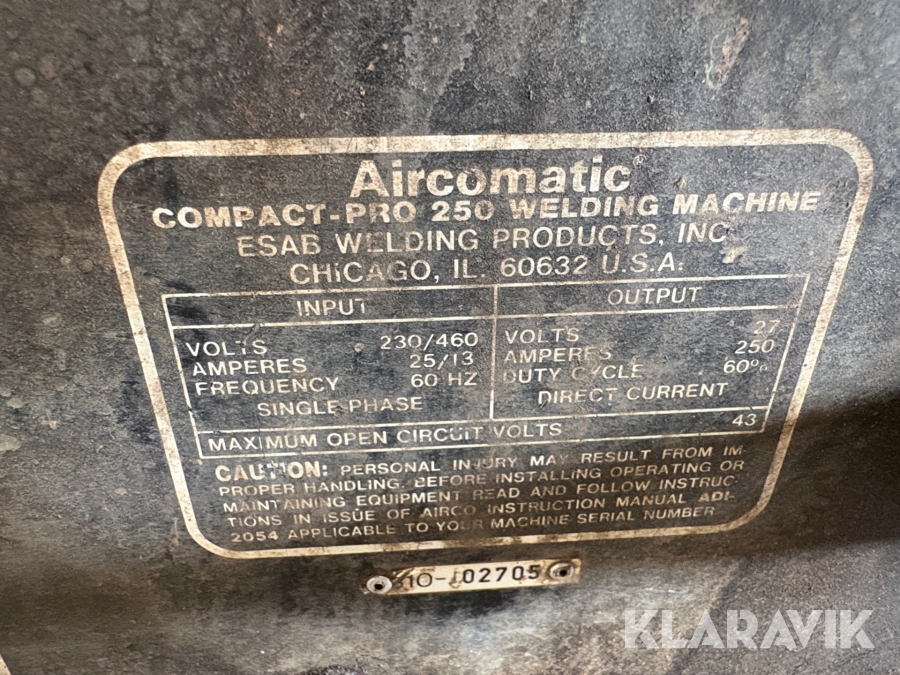 Aircomatic®
COMPACT-PRO 250 WELDING MACHINE
ESAB WELDING PRODUCTS, INC.
CHICAGO, IL. 60632 U.S.A.
INPUT OUTPUT
VOLTS 230/460 VOLTS 27
AMPERES 25/13 AMPERES 250
FREQUENCY 60 HZ DUTY CYCLE 60%
SINGLE PHASE DIRECT CURRENT
MAXIMUM OPEN CIRCUIT VOLTS 43
CAUTION: PERSONAL INJURY MAY RESULT FROM IM-
PROPER HANDLING. BEFORE INSTALLING OPERATING OR
MAINTAINING EQUIPMENT READ AND FOLLOW INSTRUC-
TIONS IN ISSUE OF AIRCO INSTRUCTION MANUAL ADI-
2054 APPLICABLE TO YOUR MACHINE SERIAL NUMBER
02705
KLARAVIK